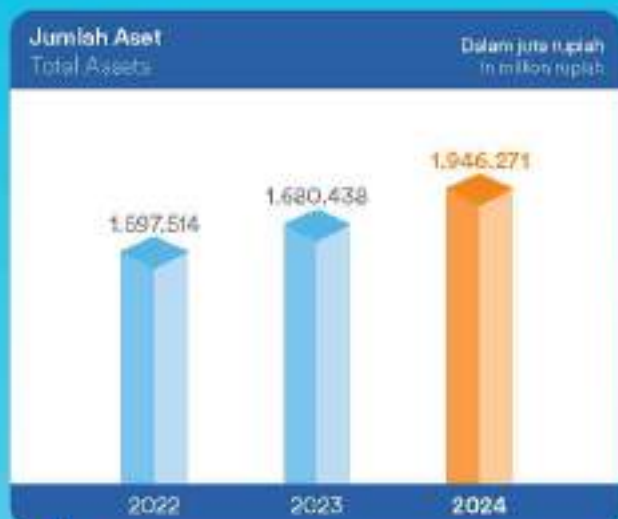 Jumlah Aset
Total Assets
Dalam juta rupiah
In million rupiah
1.946.271
1.680.438
1.597.514
2022
2023
2024